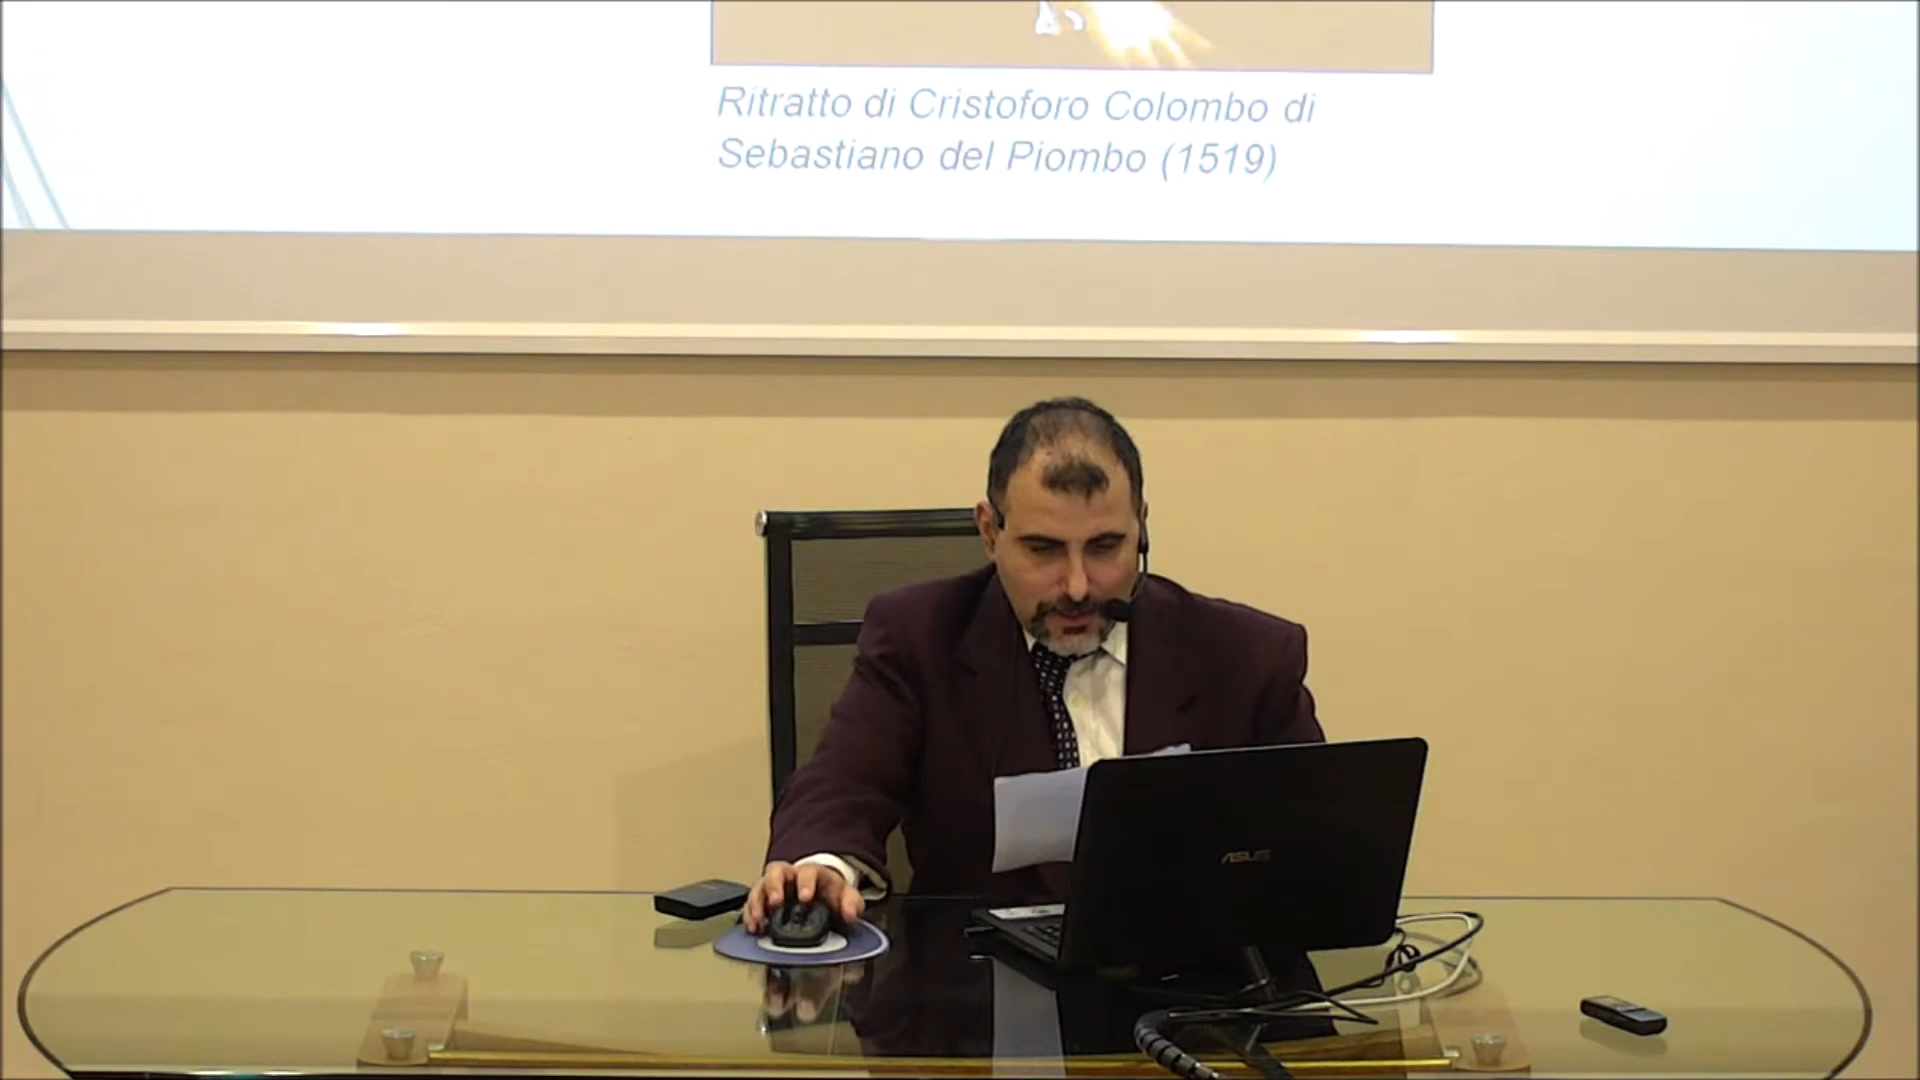 Ritratto di Cristoforo Colombo di
Sebastiano del Piombo (1519)
ASUS